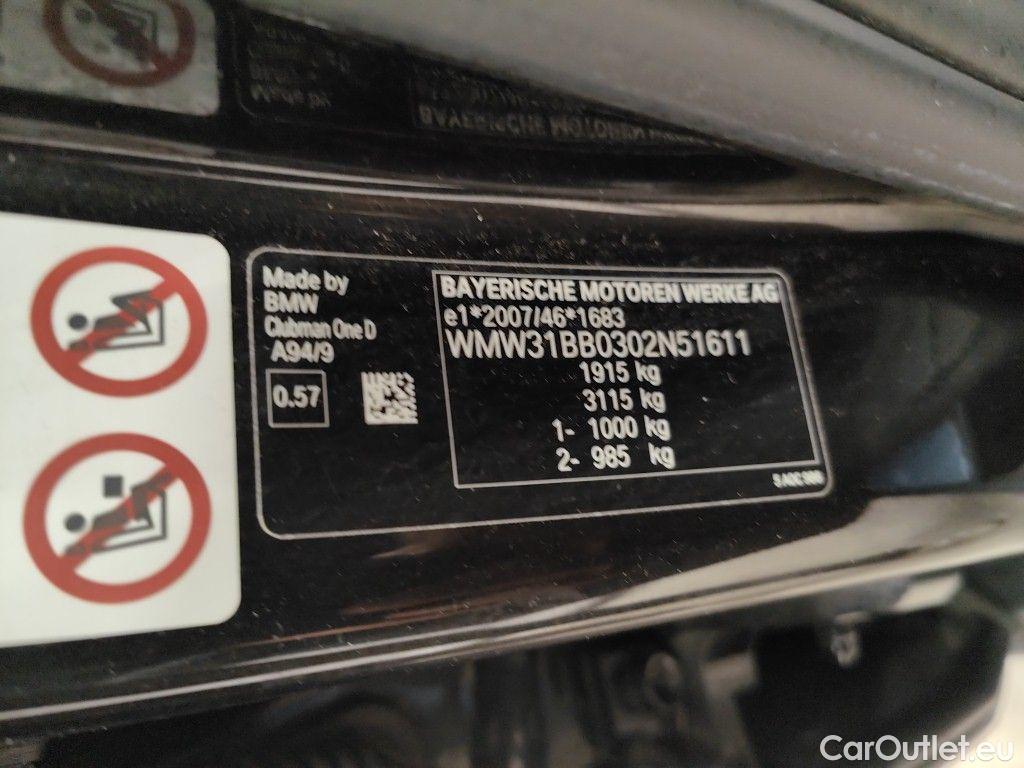 BAYERISCHE MOTOREN
Made by
BMW
Clubman One D
A94/9
0.57
BAYERISCHE MOTOREN WERKE AG
e1*2007/46*1683
WMW31BB0302N51611
1915 kg
3115 kg
1- 1000 kg
2- 985 kg
CarOutlet.eu